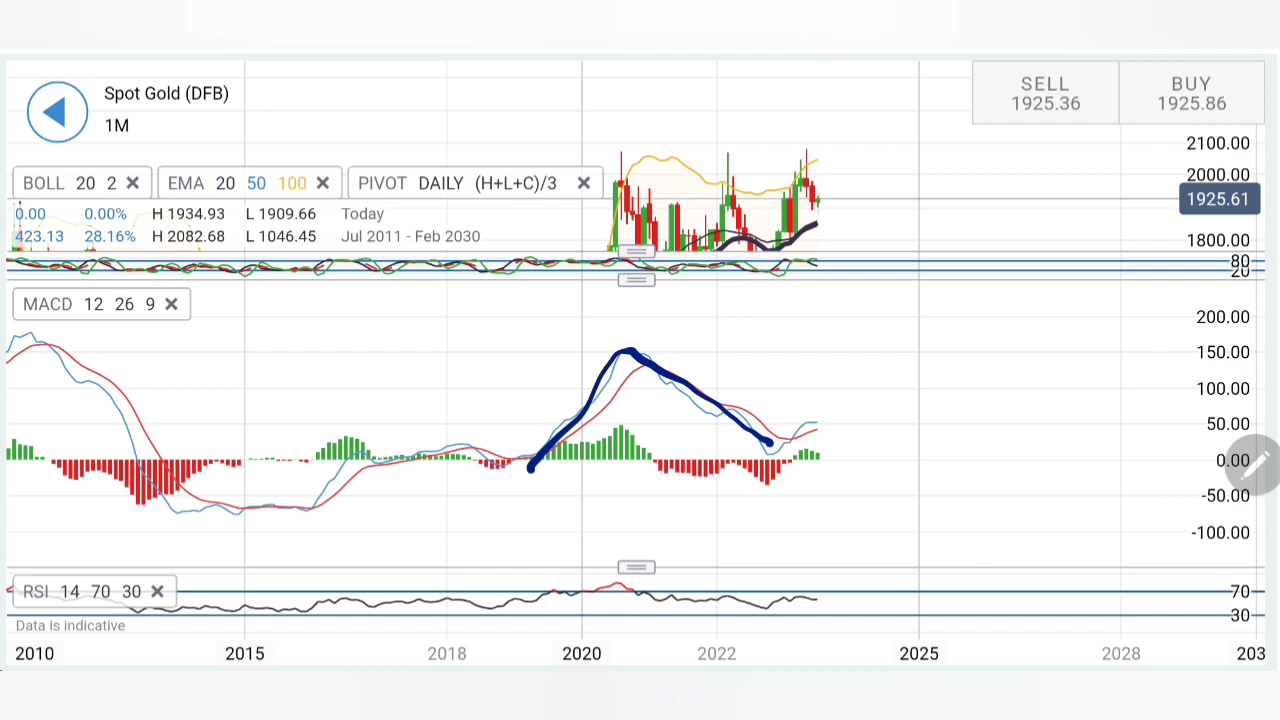 Spot Gold (DFB)
1M
SELL
1925.36
BUY
1925.86
BOLL 20 2
EMA 20 50 100
PIVOT DAILY (H+L+C)/3
0.00 0.00% H 1934.93 L 1909.66 Today
423.13 28.16% H 2082.68 L 1046.45 Jul 2011 - Feb 2030
2100.00
2000.00
1925.61
1800.00
80
20
MACD 12 26 9
200.00
150.00
100.00
50.00
0.00
-50.00
-100.00
RSI 14 70 30
70
30
Data is indicative
2010 2015 2018 2020 2022 2025 2028 203